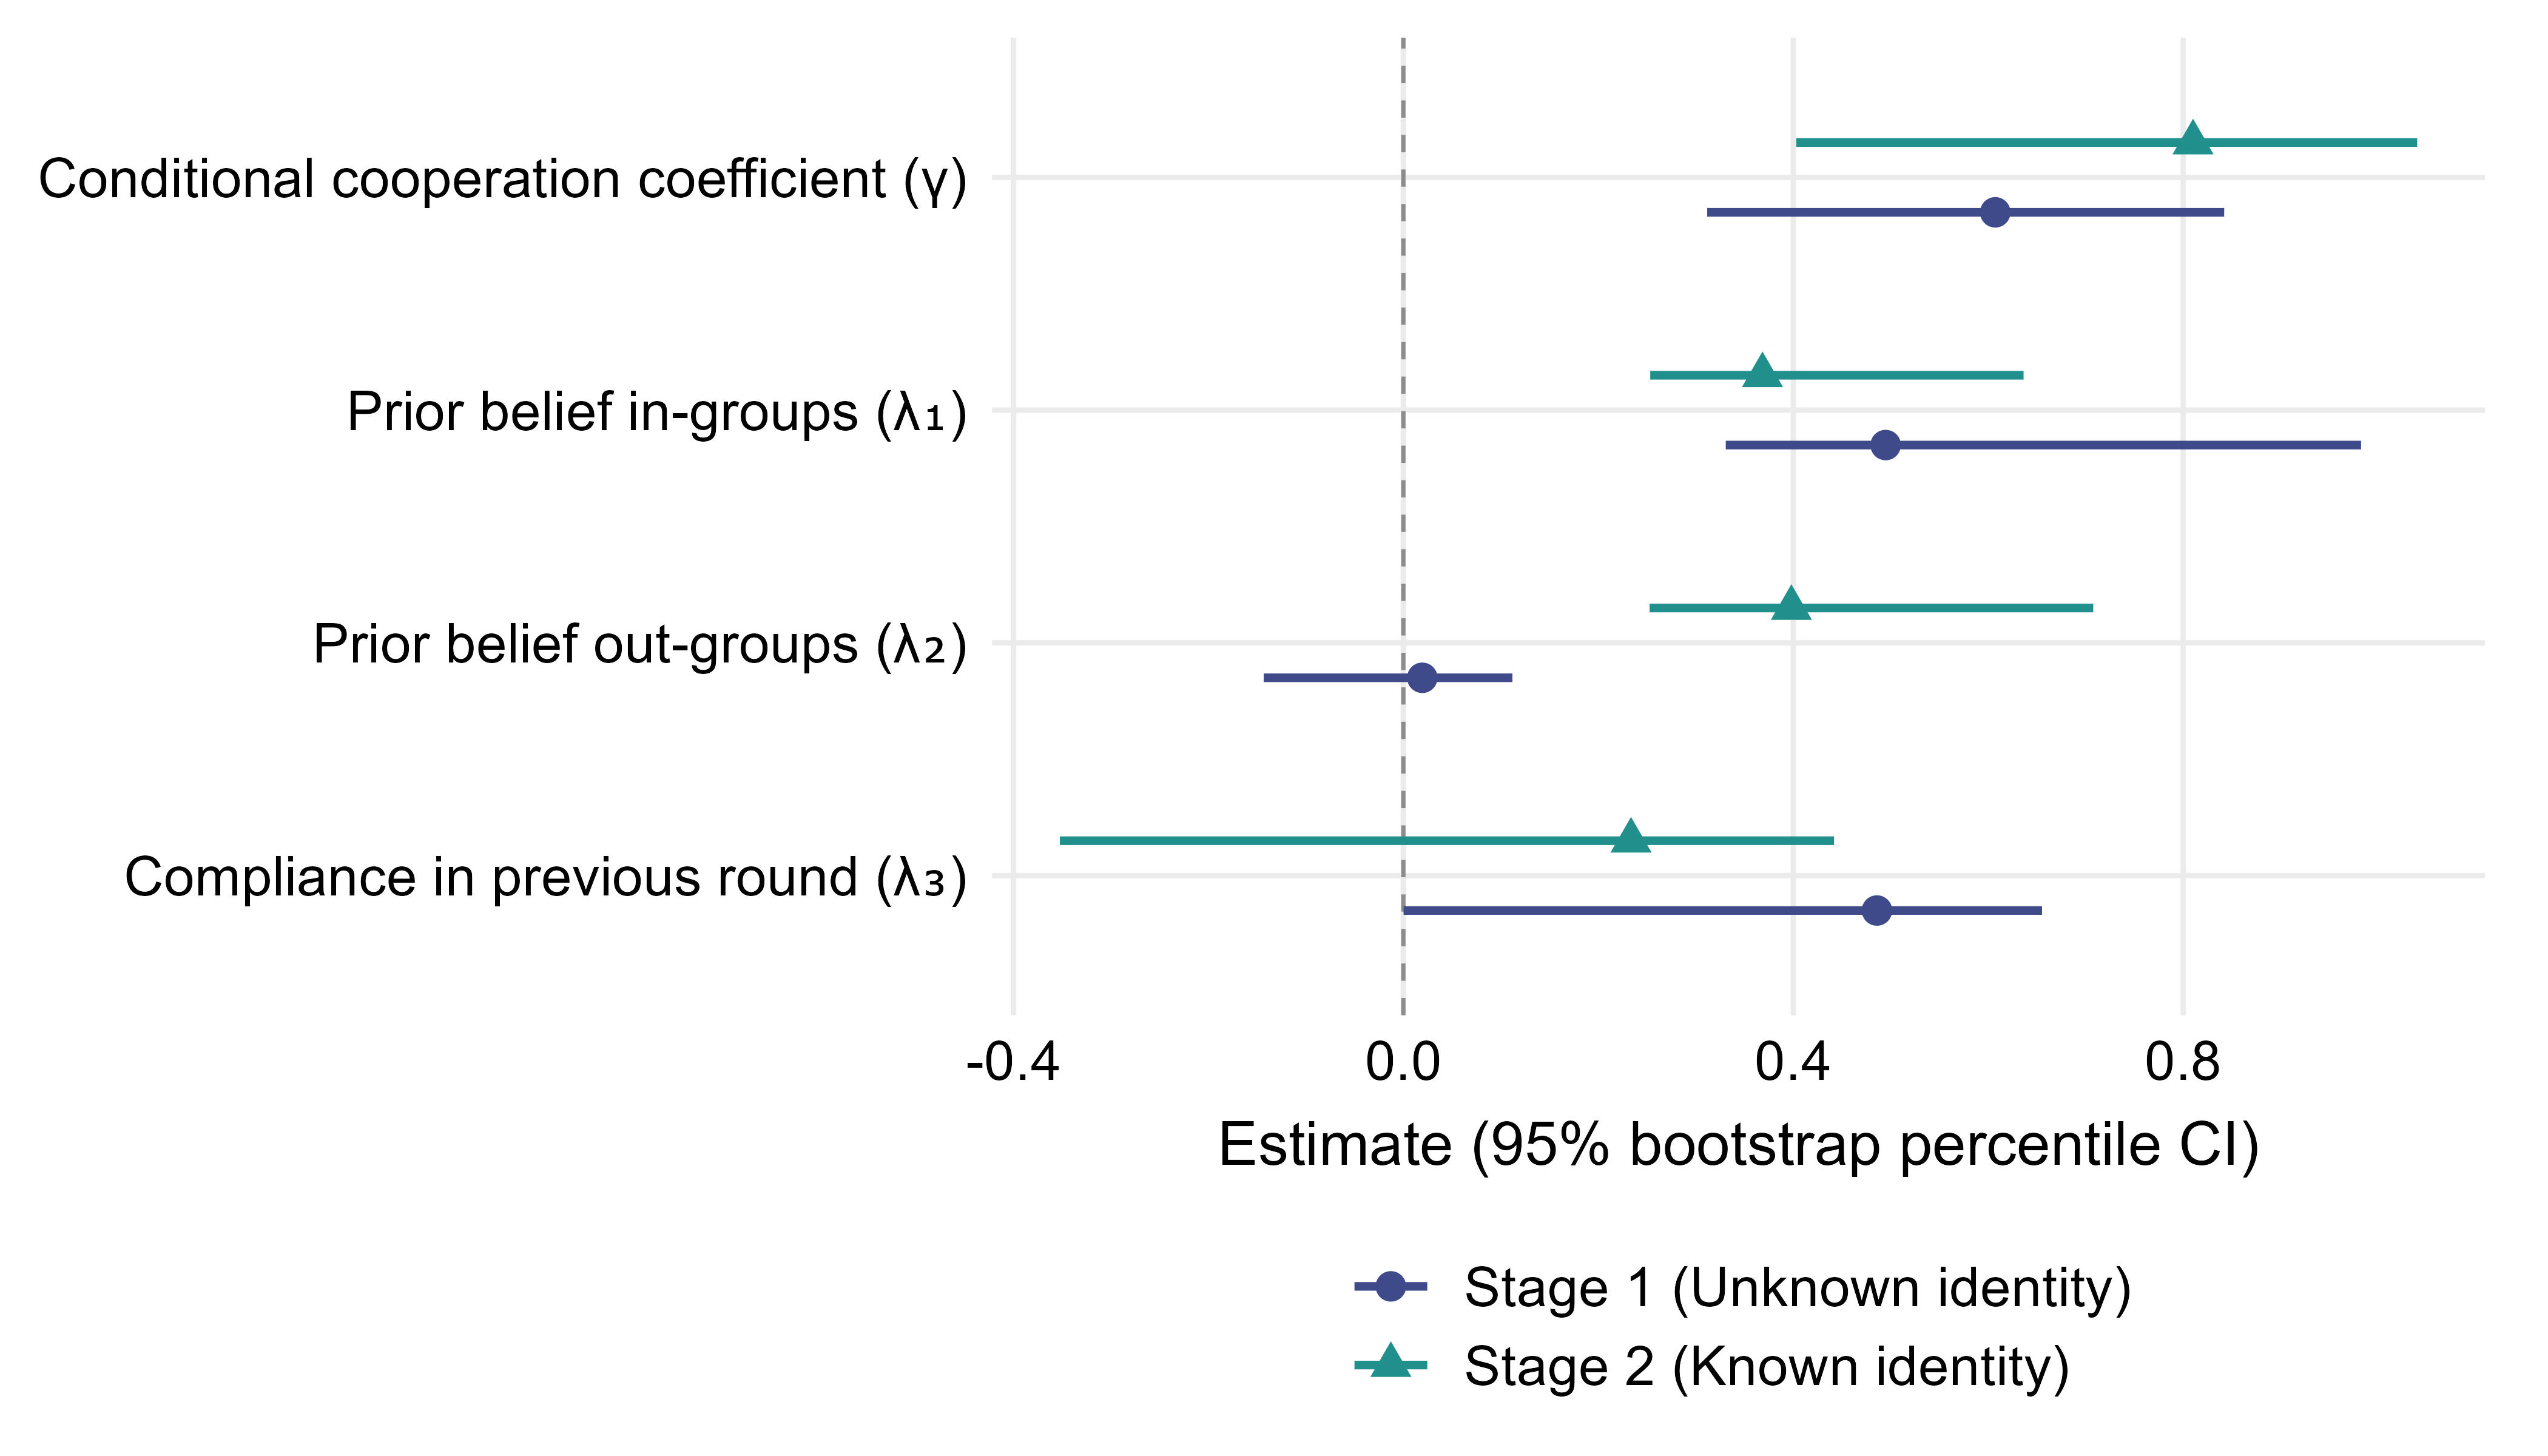 Conditional cooperation coefficient (γ)
Prior belief in-groups (λ₁)
Prior belief out-groups (λ₂)
Compliance in previous round (λ₃)
-0.4 0.0 0.4 0.8
Estimate (95% bootstrap percentile CI)
Stage 1 (Unknown identity)
Stage 2 (Known identity)